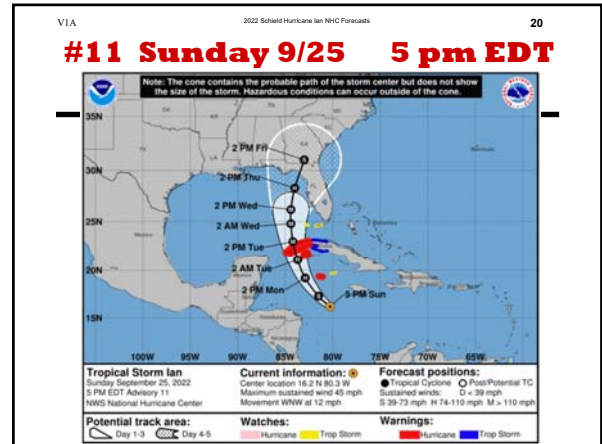 V1A
2022 Schield Hurricane Ian NHC Forecasts
20
#11 Sunday 9/25 5 pm EDT
Note: The cone contains the probable path of the storm center but does not show
the size of the storm. Hazardous conditions can occur outside of the cone.
35N
30N
25N
20N
15N
2 PM Fri
2 PM Thu
2 PM Wed
2 AM Wed
2 PM Tue
2 AM Tue
2 PM Mon
5 PM Sun
TX
LA
GA
FL
Mexico
Cuba
Bermuda
100W 95W 90W 85W 80W 75W 70W 65W
Tropical Storm Ian
Sunday September 25, 2022
5 PM EDT Advisory 11
NWS National Hurricane Center
Current information:
Center location 16.2 N 80.3 W
Maximum sustained wind 45 mph
Movement WNW at 12 mph
Forecast positions:
Tropical Cyclone Post/Potential TC
Sustained winds: D < 39 mph
S 39-73 mph H 74-110 mph M > 110 mph
Potential track area:
Day 1-3 Day 4-5
Watches:
Hurricane Trop Storm
Warnings:
Hurricane Trop Storm